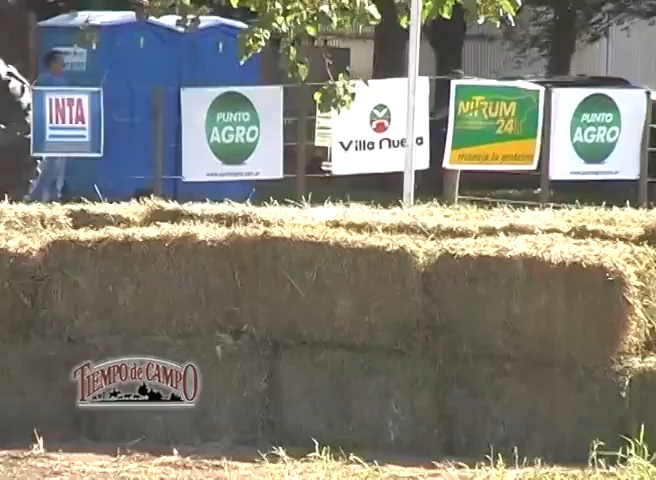 INTA
PUNTO
AGRO
Villa Nueva
NiTRUM
24
PUNTO
AGRO
TIEMPO de CAMPO